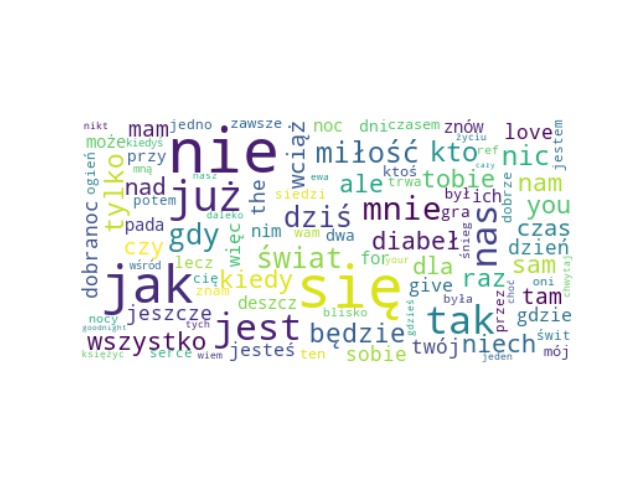 nikt mam jedno zawsze noc dni czasem znów love jestem
może kiedyś nie wciąż miłość kto ref życiu
ogień przy mną nasz ktoś trwa tobie cały nic
tylko nad potem już the siedzi ewa ale był ich dobrze nam
dobranoc pada daleko dziś mnie gra nas you
czy gdy więc nim wam dwa diabeł śnieg czas
wśród lecz cię świat for your dla raz sam dzień
jak znam kiedy się give była przez choć tam oni chwytaj
nocy jeszcze deszcz blisko gdzieś tak gdzie
goodnight tych jest będzie świt
wszystko jesteś sobie twój niech mój
księżyc serce wiem ten jeden